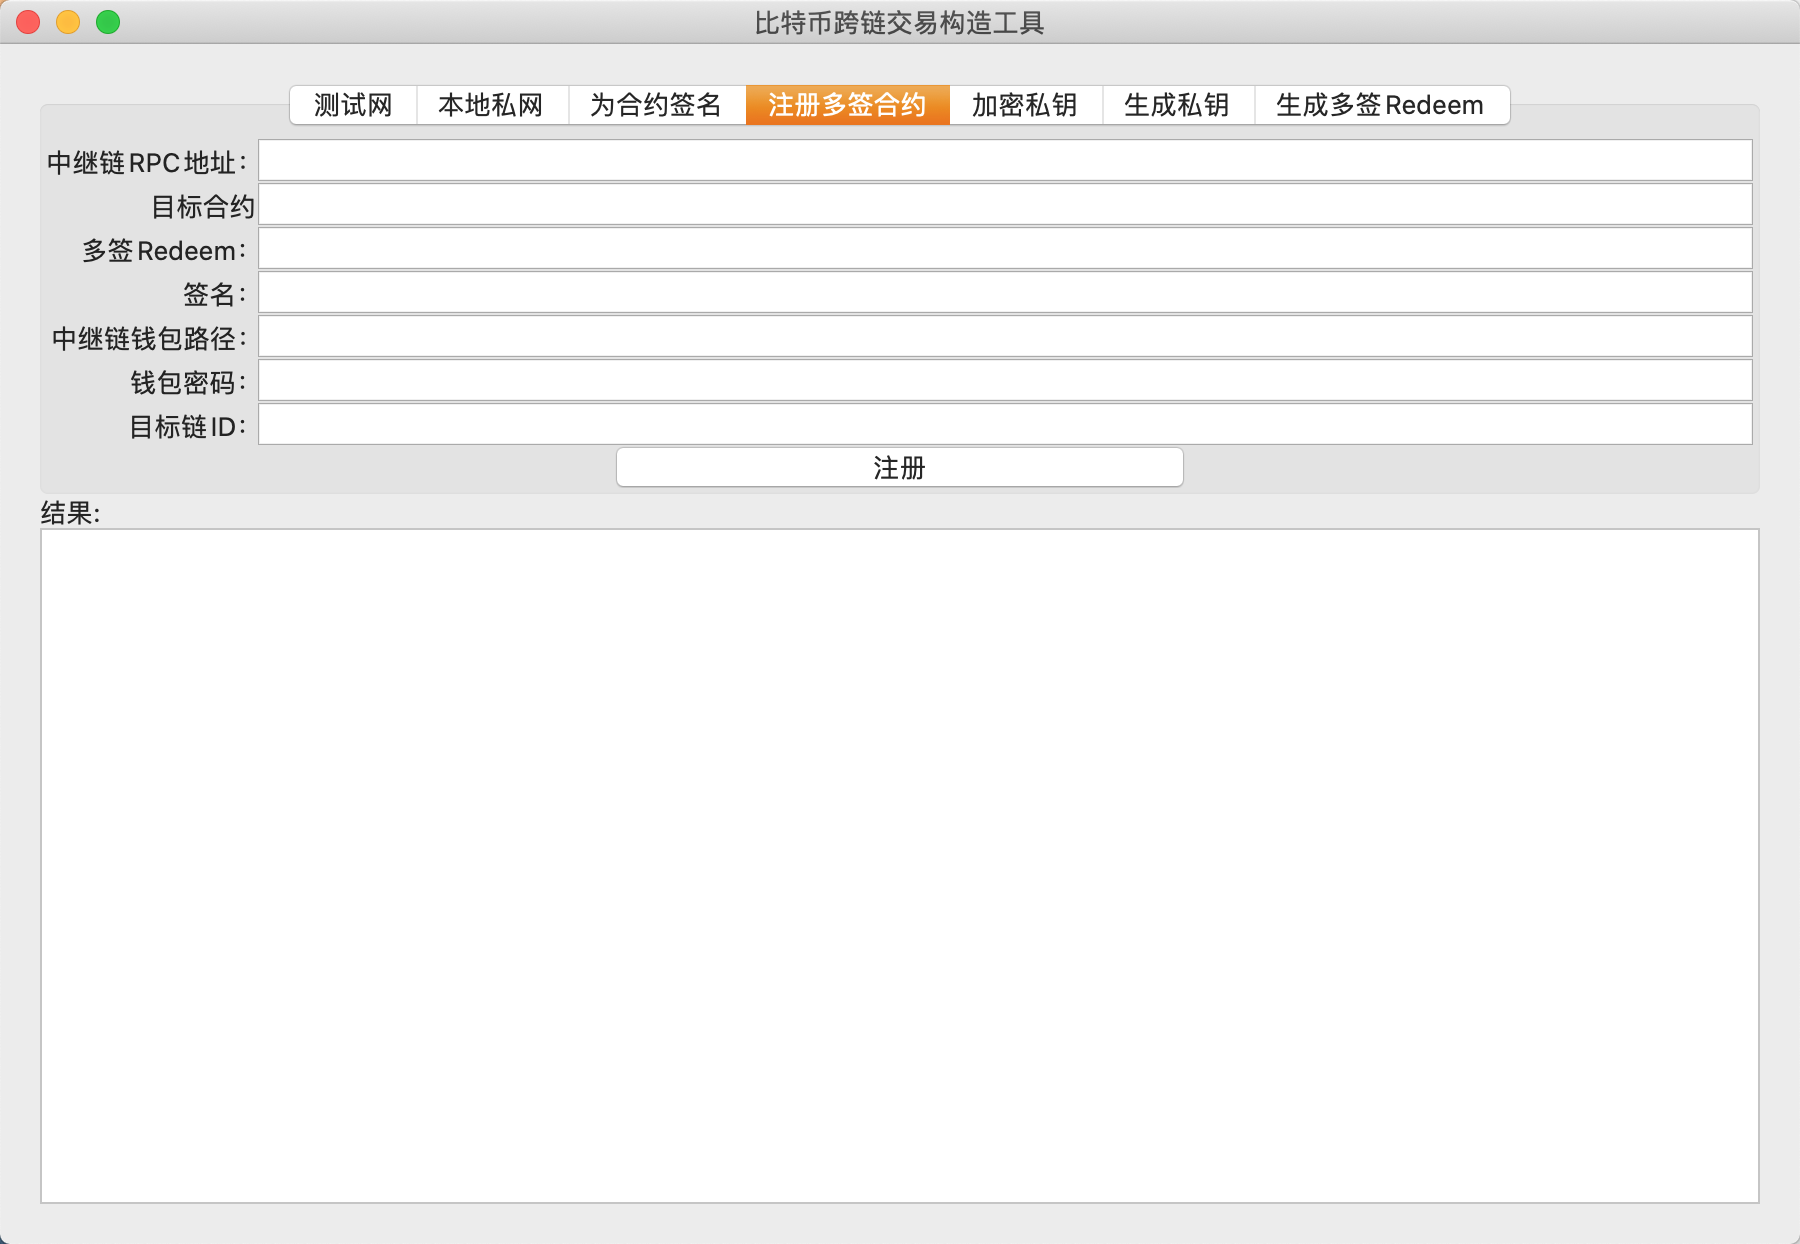 比特币跨链交易构造工具
测试网 本地私网 为合约签名 注册多签合约 加密私钥 生成私钥 生成多签Redeem
中继链RPC地址：
目标合约
多签Redeem：
签名：
中继链钱包路径：
钱包密码：
目标链ID：
注册
结果: